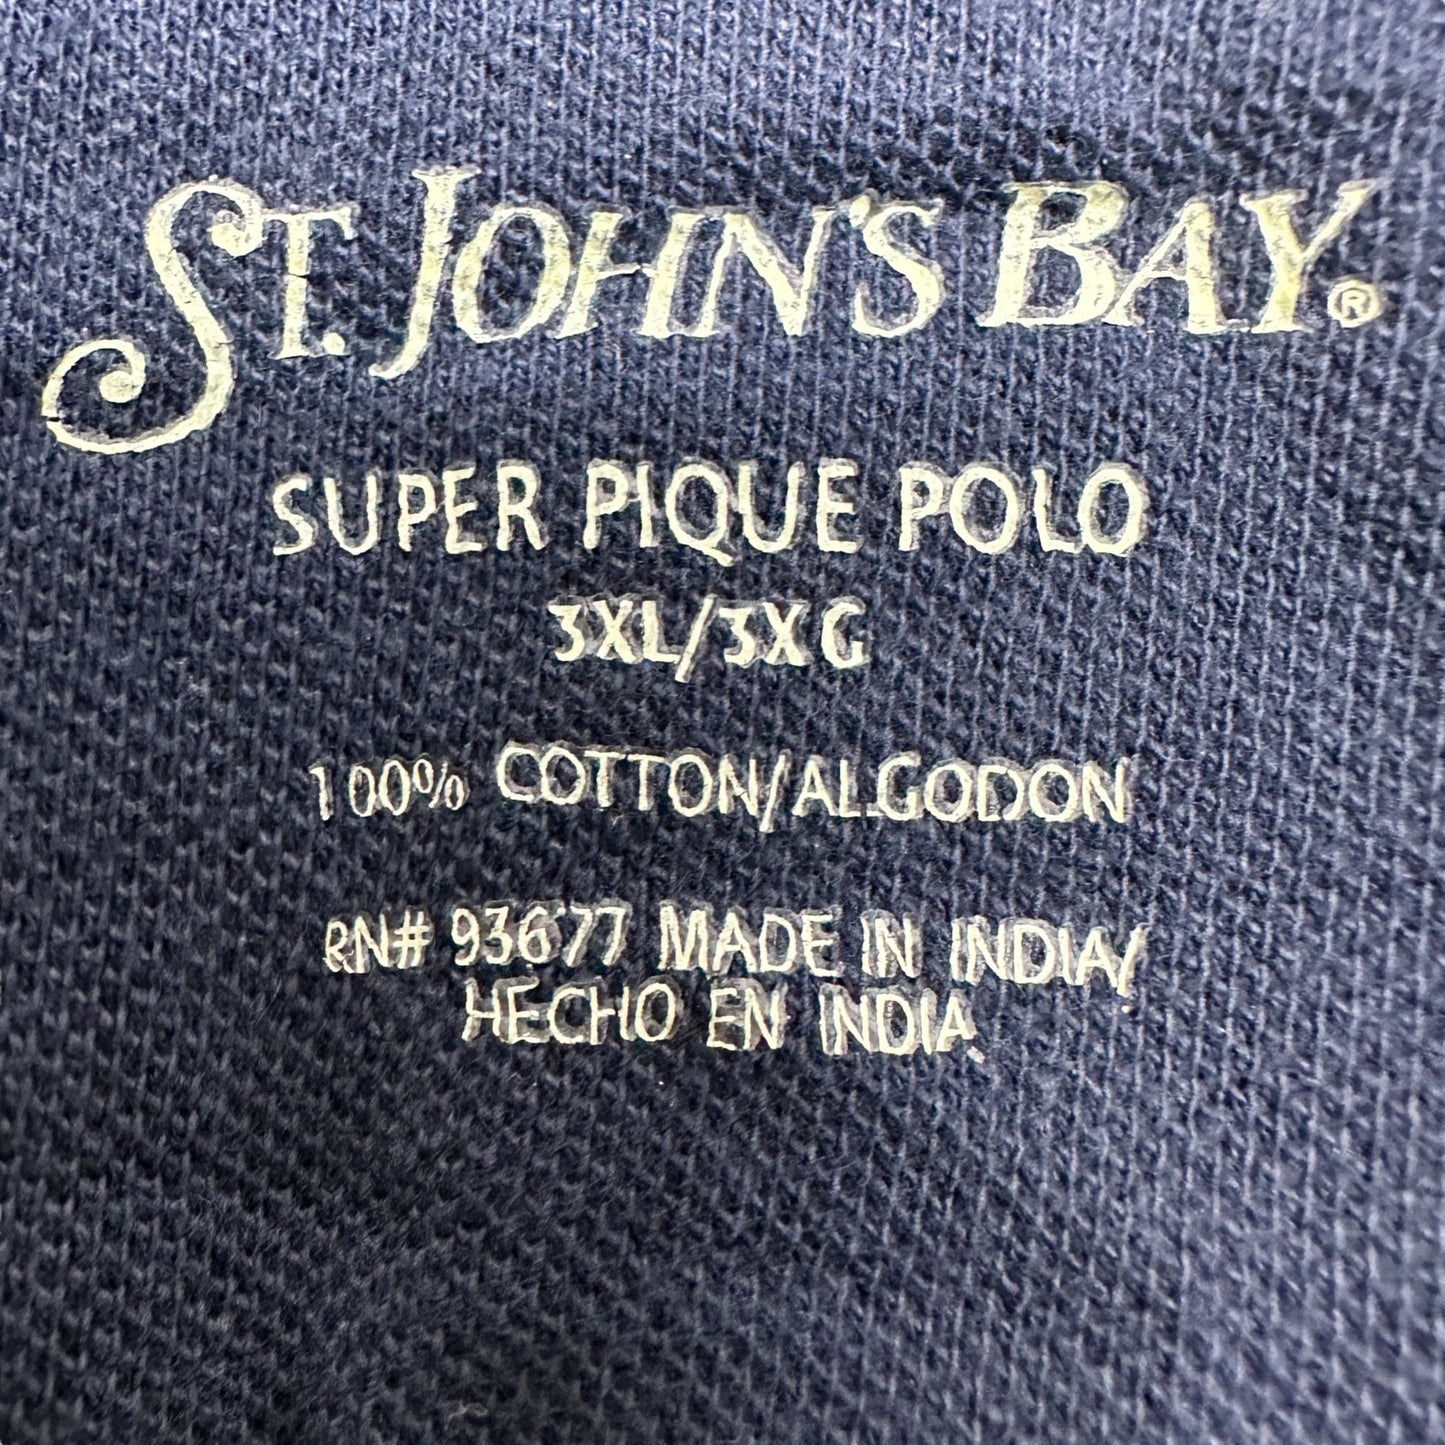 ST. JOHN'S BAY®
SUPER PIQUE POLO
3XL/3XG
100% COTTON/ALGODON
RN# 93677 MADE IN INDIA/
HECHO EN INDIA